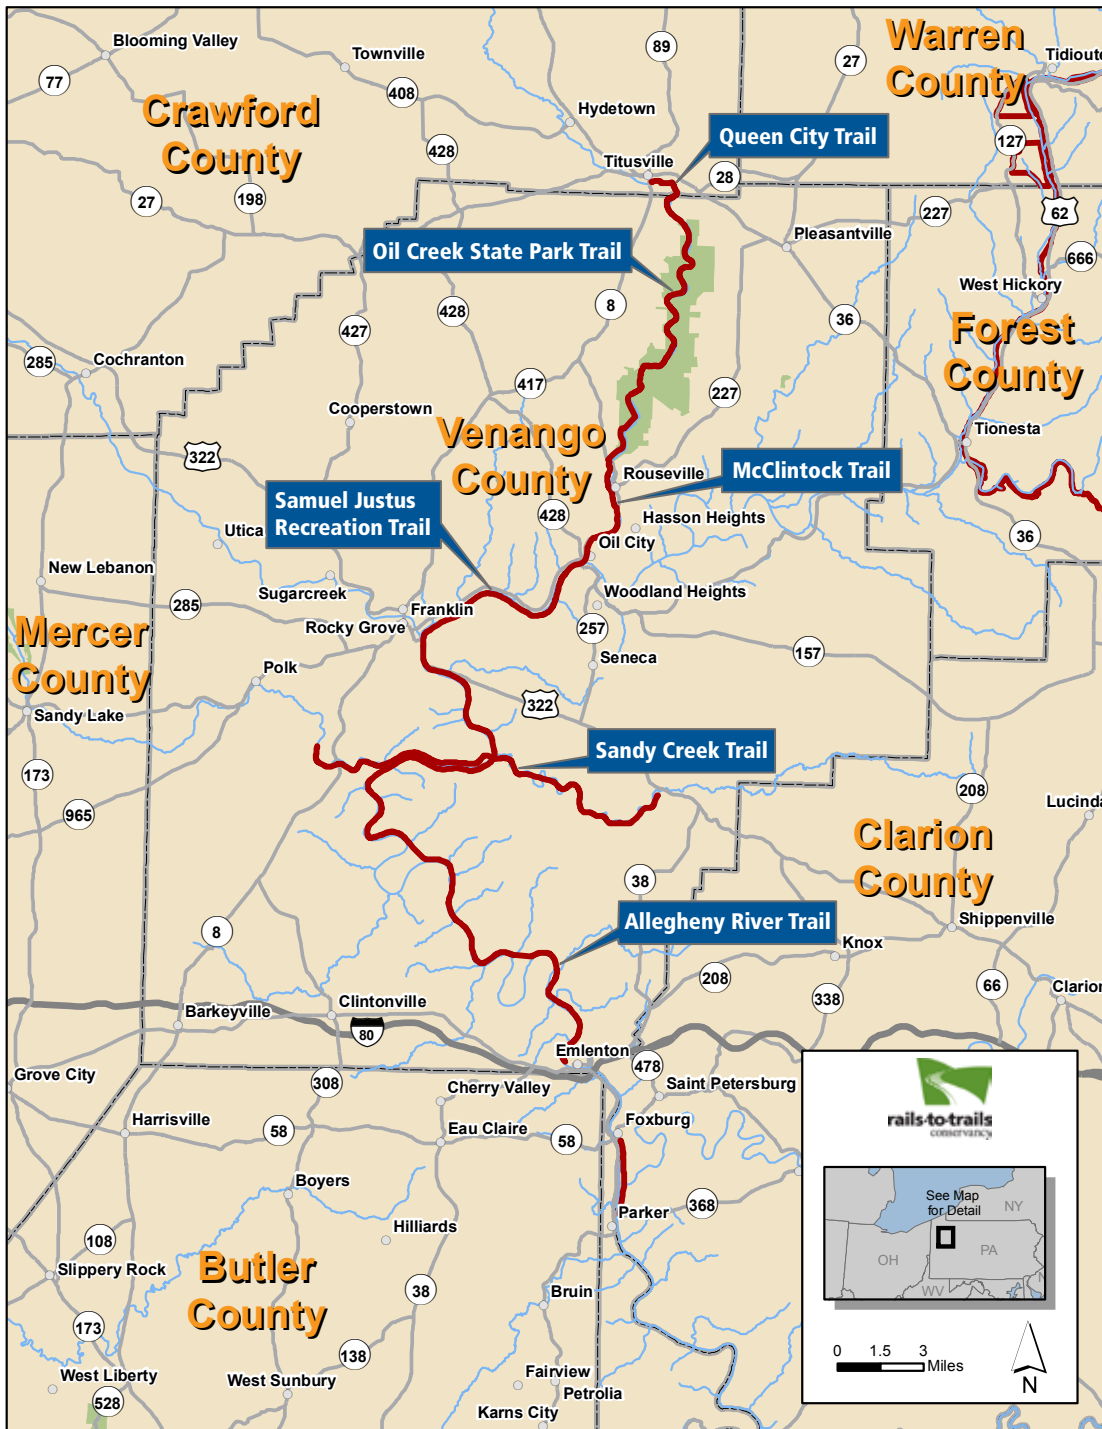 Warren
County
Tidioute
Blooming Valley
Townville
89
27
77
408
Crawford
County
Hydetown
Queen City Trail
127
428
Titusville
28
27
198
227
62
Pleasantville
Oil Creek State Park Trail
666
West Hickory
428
8
427
36
Forest
County
285
Cochranton
417
227
Cooperstown
Venango
County
Tionesta
322
Rouseville
McClintock Trail
Samuel Justus
Recreation Trail
428
Hasson Heights
Utica
Oil City
36
New Lebanon
Sugarcreek
Woodland Heights
285
Franklin
Rocky Grove
257
Mercer
County
Seneca
157
Polk
322
Sandy Lake
Sandy Creek Trail
173
208
965
Lucinda
Clarion
County
38
Allegheny River Trail
Shippenville
8
Knox
208
66
338
Clarion
Clintonville
Barkeyville
80
Emlenton
478
Grove City
308
Cherry Valley
Saint Petersburg
Harrisville
58
Eau Claire
58
Foxburg
rails-to-trails
conservancy
Boyers
368
Parker
Hilliards
See Map
for Detail
NY
PA
OH
WV
N
108
Slippery Rock
Butler
County
38
Bruin
173
138
0 1.5 3
Miles
N
West Liberty
West Sunbury
Fairview
Petrolia
528
Karns City